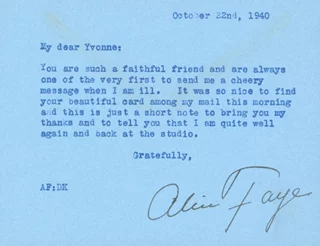 October 22nd, 1940
My dear Yvonne:
You are such a faithful friend and are always
one of the very first to send me a cheery
message when I am ill. It was so nice to find
your beautiful card among my mail this morning
and this is just a short note to bring you my
thanks and to tell you that I am quite well
again and back at the studio.
Gratefully,
AF:DK
Alice Faye